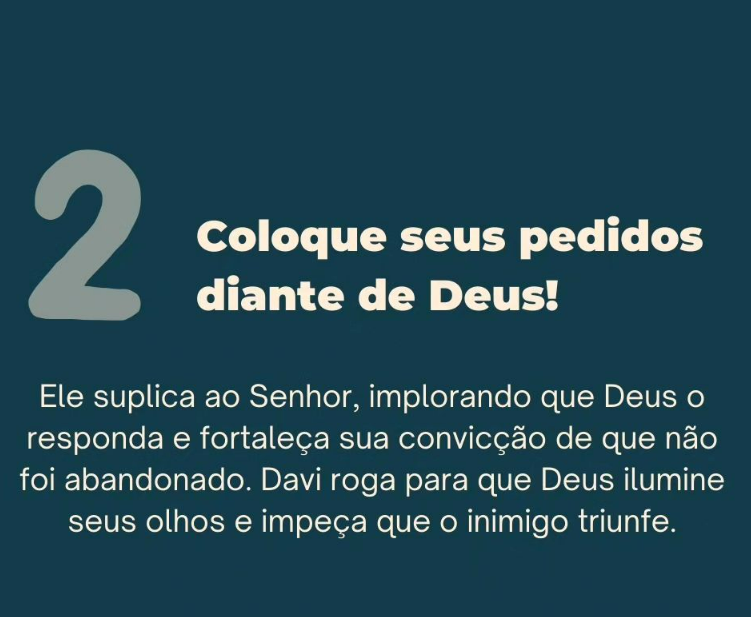 2
Coloque seus pedidos
diante de Deus!
Ele suplica ao Senhor, implorando que Deus o
responda e fortaleça sua convicção de que não
foi abandonado. Davi roga para que Deus ilumine
seus olhos e impeça que o inimigo triunfe.